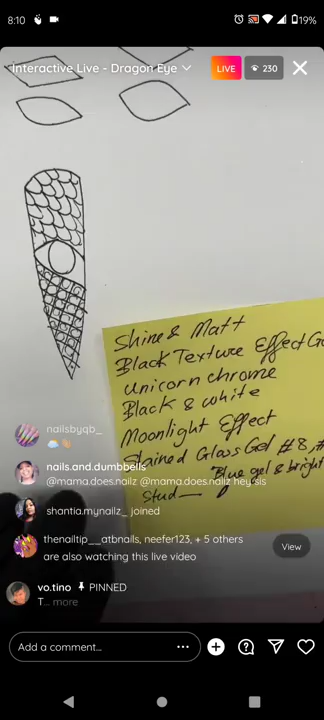 8:10
19%
Interactive Live - Dragon Eye
LIVE
230
Shine & Matt
Black Texture Effect
Unicorn chrome
Black & white
Moonlight Effect
Stained Glass Gel #8,
Blue gel & bright
Stud
nailsbyqb_
nails.and.dumbbells
@mama.does.nailz @mama.does.nailz hey sis
shantia.mynailz_ joined
thenailtip__atbnails, neefer123, + 5 others
are also watching this live video
View
vo.tino PINNED
T... more
Add a comment...